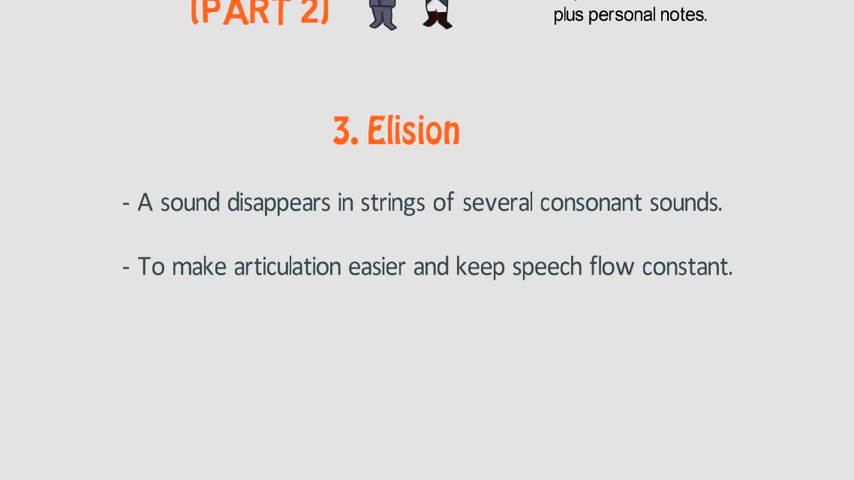 (PART 2)
plus personal notes.
3. Elision
- A sound disappears in strings of several consonant sounds.
- To make articulation easier and keep speech flow constant.